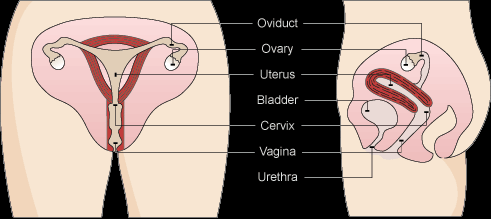 Oviduct
Ovary
Uterus
Bladder
Cervix
Vagina
Urethra